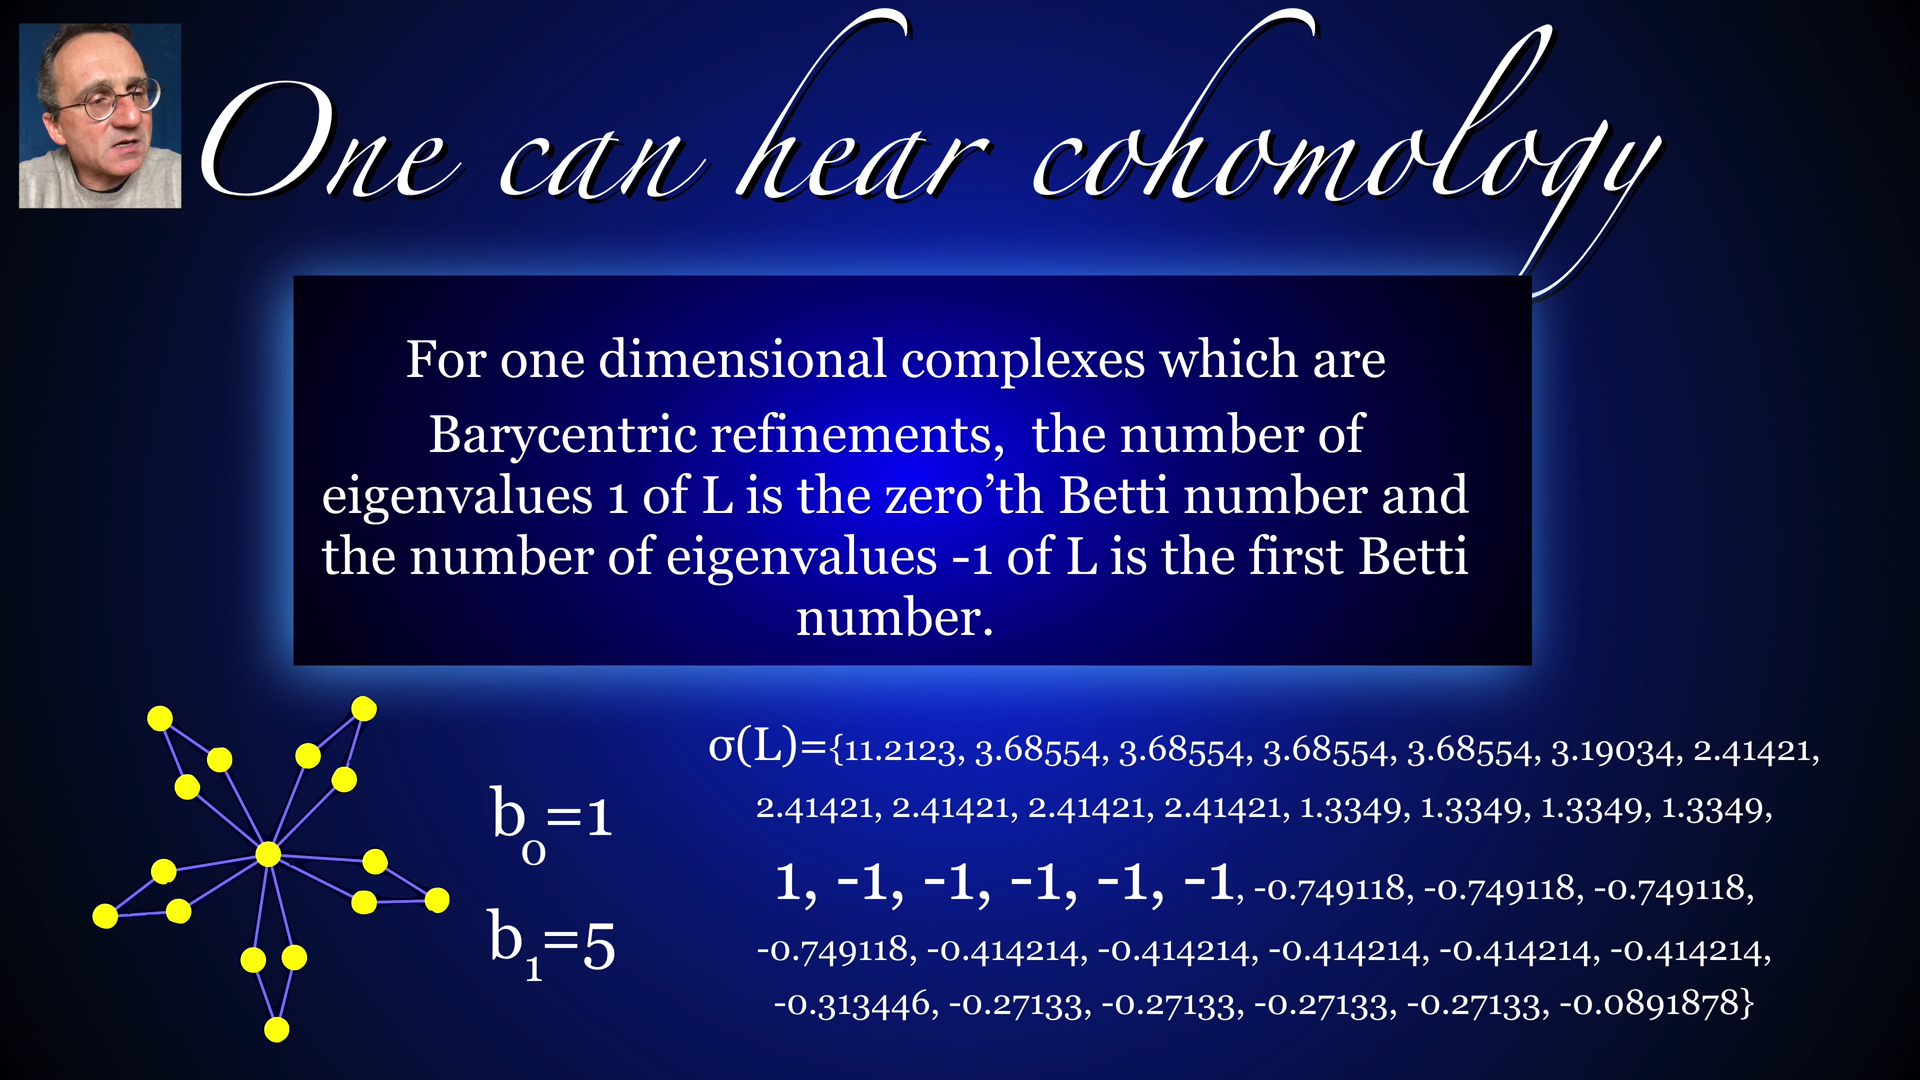 One can hear cohomology
For one dimensional complexes which are
Barycentric refinements, the number of
eigenvalues 1 of L is the zero’th Betti number and
the number of eigenvalues -1 of L is the first Betti
number.
b₀=1
b₁=5
σ(L)={11.2123, 3.68554, 3.68554, 3.68554, 3.68554, 3.19034, 2.41421,
2.41421, 2.41421, 2.41421, 2.41421, 1.3349, 1.3349, 1.3349, 1.3349,
1, -1, -1, -1, -1, -1, -0.749118, -0.749118, -0.749118,
-0.749118, -0.414214, -0.414214, -0.414214, -0.414214, -0.414214,
-0.313446, -0.27133, -0.27133, -0.27133, -0.27133, -0.0891878}